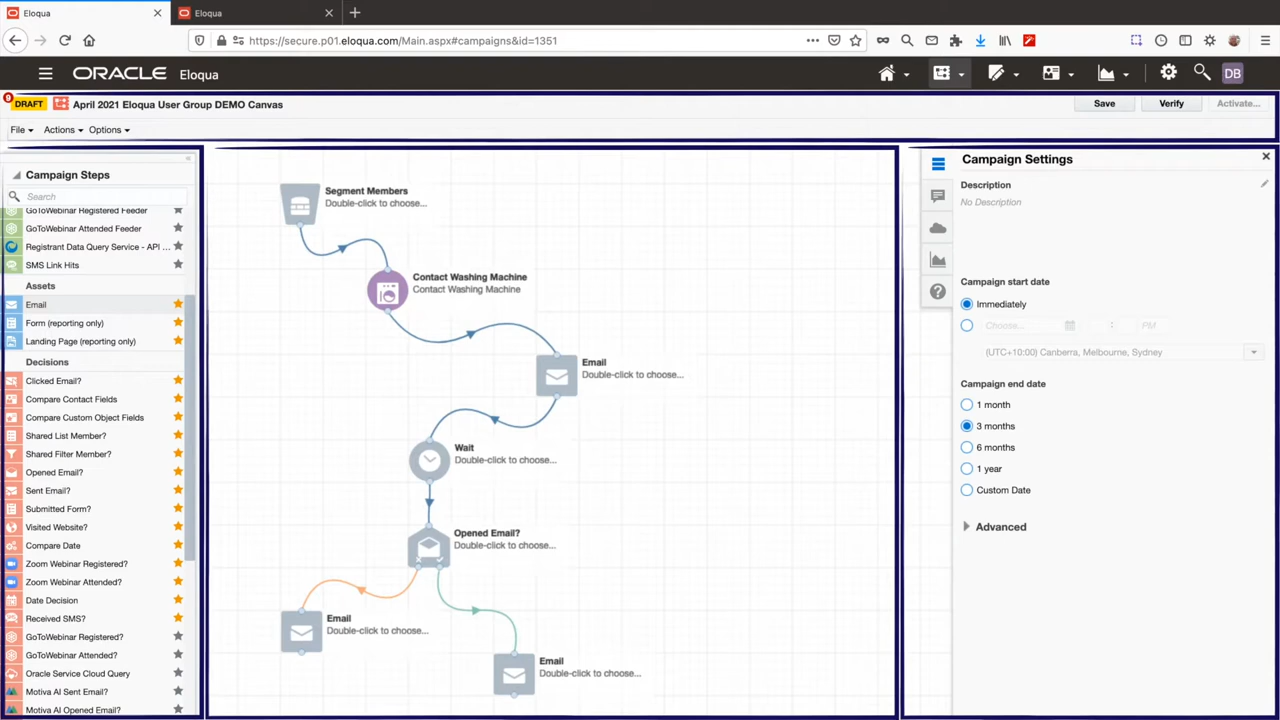 Eloqua
Eloqua
https://secure.p01.eloqua.com/Main.aspx#campaigns&id=1351
ORACLE Eloqua
DB
9
DRAFT April 2021 Eloqua User Group DEMO Canvas
Save Verify Activate...
File Actions Options
Campaign Steps
Search
GoToWebinar Registered Feeder
GoToWebinar Attended Feeder
Registrant Data Query Service - API ...
SMS Link Hits
Assets
Email
Form (reporting only)
Landing Page (reporting only)
Decisions
Clicked Email?
Compare Contact Fields
Compare Custom Object Fields
Shared List Member?
Shared Filter Member?
Opened Email?
Sent Email?
Submitted Form?
Visited Website?
Compare Date
Zoom Webinar Registered?
Zoom Webinar Attended?
Date Decision
Received SMS?
GoToWebinar Registered?
GoToWebinar Attended?
Oracle Service Cloud Query
Motiva AI Sent Email?
Motiva AI Opened Email?
Segment Members
Double-click to choose...
Contact Washing Machine
Contact Washing Machine
Email
Double-click to choose...
Wait
Double-click to choose...
Opened Email?
Double-click to choose...
Email
Double-click to choose...
Email
Double-click to choose...
Campaign Settings
Description
No Description
Campaign start date
Immediately
Choose... : PM
(UTC+10:00) Canberra, Melbourne, Sydney
Campaign end date
1 month
3 months
6 months
1 year
Custom Date
Advanced